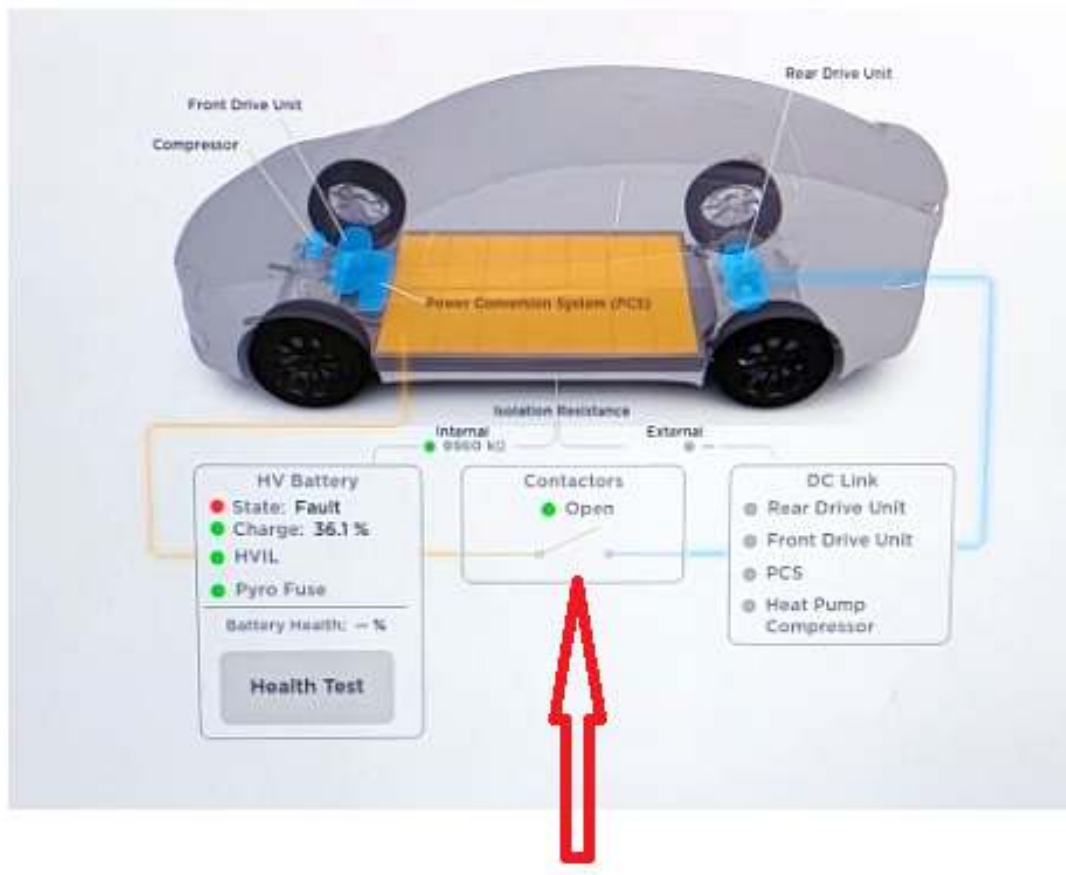 Rear Drive Unit
Front Drive Unit
Compressor
Power Conversion System (PCS)
Isolation Resistance
Internal
kΩ
External
--
HV Battery
State: Fault
Charge: 36.1 %
HVIL
Pyro Fuse
Battery Health: -- %
Health Test
Contactors
Open
DC Link
Rear Drive Unit
Front Drive Unit
PCS
Heat Pump
Compressor